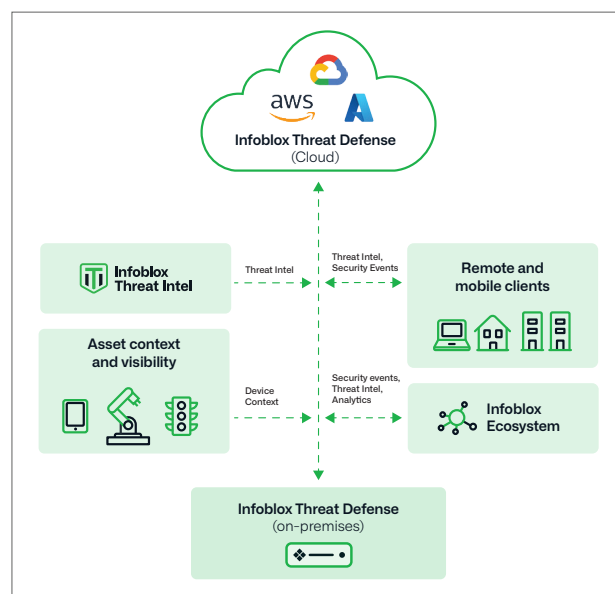 aws
Infoblox Threat Defense
(Cloud)
Infoblox
Threat Intel
Threat Intel
Threat Intel,
Security Events
Remote and
mobile clients
Asset context
and visibility
Device
Context
Security events,
Threat Intel,
Analytics
Infoblox
Ecosystem
Infoblox Threat Defense
(on-premises)